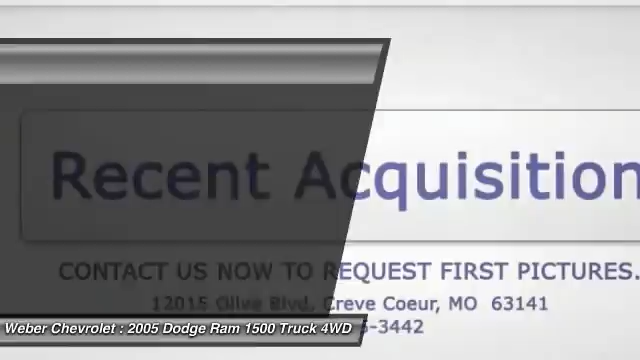 Recent Acquisition
CONTACT US NOW TO REQUEST FIRST PICTURES.
12015 Olive Blvd, Creve Coeur, MO 63141
-3442
Weber Chevrolet : 2005 Dodge Ram 1500 Truck 4WD